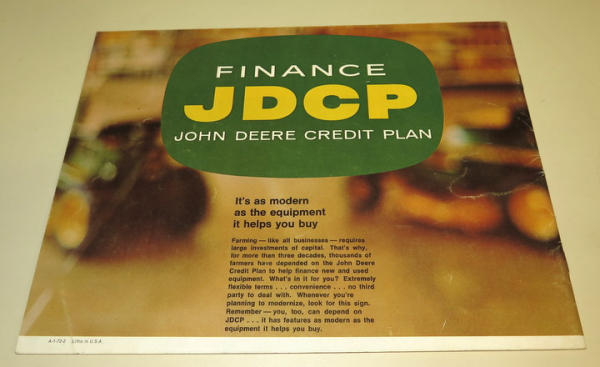 FINANCE
JDCP
JOHN DEERE CREDIT PLAN
It's as modern
as the equipment
it helps you buy
Farming — like all businesses — requires
large investments of capital. That's why,
for more than three decades, thousands of
farmers have depended on the John Deere
Credit Plan to help finance new and used
equipment. What's in it for you? Extremely
flexible terms . . . convenience . . . no third
party to deal with. Whenever you're
planning to modernize, look for this sign.
Remember — you, too, can depend on
JDCP . . . it has features as modern as the
equipment it helps you buy.
A-1-72-2 Litho in U.S.A.